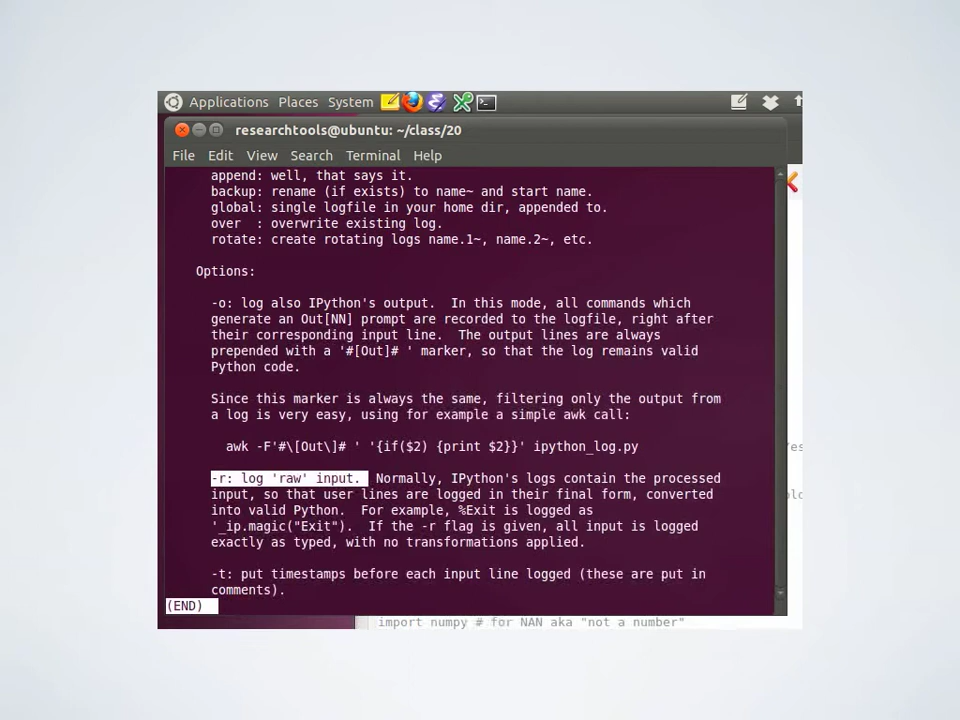 Applications Places System
researchtools@ubuntu: ~/class/20
File Edit View Search Terminal Help
append: well, that says it.
backup: rename (if exists) to name~ and start name.
global: single logfile in your home dir, appended to.
over  : overwrite existing log.
rotate: create rotating logs name.1~, name.2~, etc.
Options:
-o: log also IPython's output.  In this mode, all commands which
generate an Out[NN] prompt are recorded to the logfile, right after
their corresponding input line.  The output lines are always
prepended with a '#[Out]# ' marker, so that the log remains valid
Python code.
Since this marker is always the same, filtering only the output from
a log is very easy, using for example a simple awk call:
awk -F'#\[Out\]# ' '{if($2) {print $2}}' ipython_log.py
-r: log 'raw' input.  Normally, IPython's logs contain the processed
input, so that user lines are logged in their final form, converted
into valid Python.  For example, %Exit is logged as
'_ip.magic("Exit").  If the -r flag is given, all input is logged
exactly as typed, with no transformations applied.
-t: put timestamps before each input line logged (these are put in
comments).
(END)
import numpy # for NAN aka "not a number"